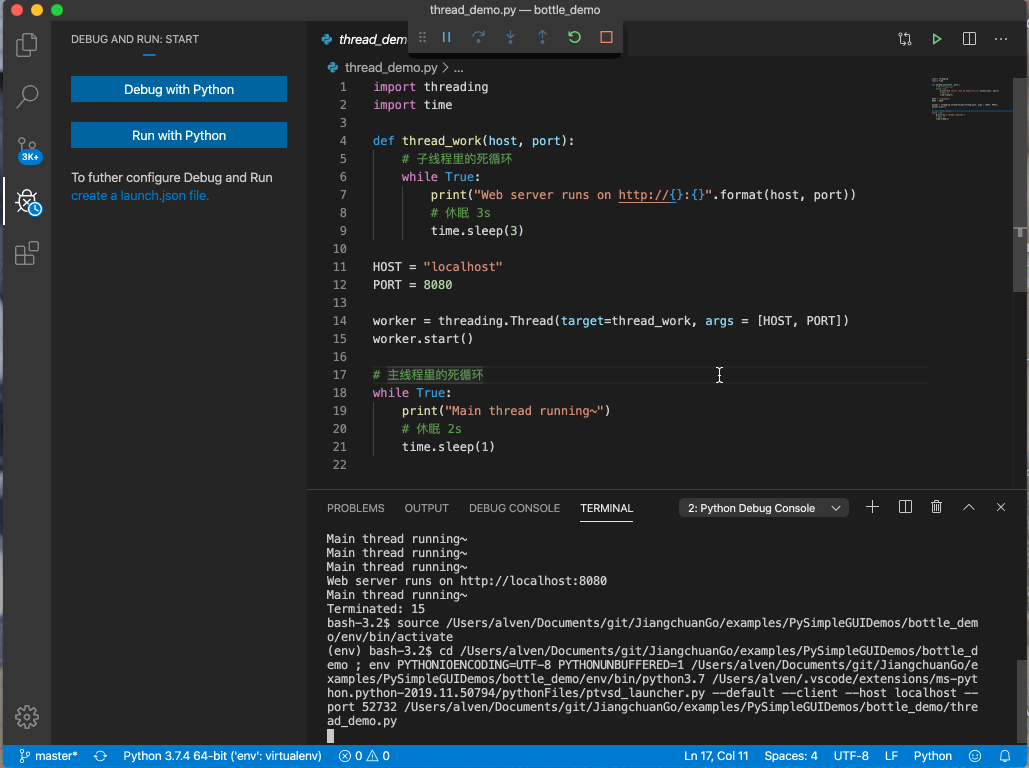 thread_demo.py — bottle_demo
DEBUG AND RUN: START
thread_dem
thread_demo.py > ...
Debug with Python
Run with Python
3K+
To futher configure Debug and Run
create a launch.json file.
1 import threading
2 import time
3
4 def thread_work(host, port):
5 # 子线程里的死循环
6 while True:
7 print("Web server runs on http://{}:{}".format(host, port))
8 # 休眠 3s
9 time.sleep(3)
10
11 HOST = "localhost"
12 PORT = 8080
13
14 worker = threading.Thread(target=thread_work, args = [HOST, PORT])
15 worker.start()
16
17 # 主线程里的死循环
18 while True:
19 print("Main thread running~")
20 # 休眠 2s
21 time.sleep(1)
22
PROBLEMS OUTPUT DEBUG CONSOLE TERMINAL 2: Python Debug Console
Main thread running~
Main thread running~
Main thread running~
Web server runs on http://localhost:8080
Main thread running~
Terminated: 15
bash-3.2$ source /Users/alven/Documents/git/JiangchuanGo/examples/PySimpleGUIDemos/bottle_dem
o/env/bin/activate
(env) bash-3.2$ cd /Users/alven/Documents/git/JiangchuanGo/examples/PySimpleGUIDemos/bottle_d
emo ; env PYTHONIOENCODING=UTF-8 PYTHONUNBUFFERED=1 /Users/alven/Documents/git/JiangchuanGo/e
xamples/PySimpleGUIDemos/bottle_demo/env/bin/python3.7 /Users/alven/.vscode/extensions/ms-pyt
hon.python-2019.11.50794/pythonFiles/ptvsd_launcher.py --default --client --host localhost --
port 52732 /Users/alven/Documents/git/JiangchuanGo/examples/PySimpleGUIDemos/bottle_demo/thre
ad_demo.py
master* Python 3.7.4 64-bit ('env': virtualenv) 0 0 Ln 17, Col 11 Spaces: 4 UTF-8 LF Python